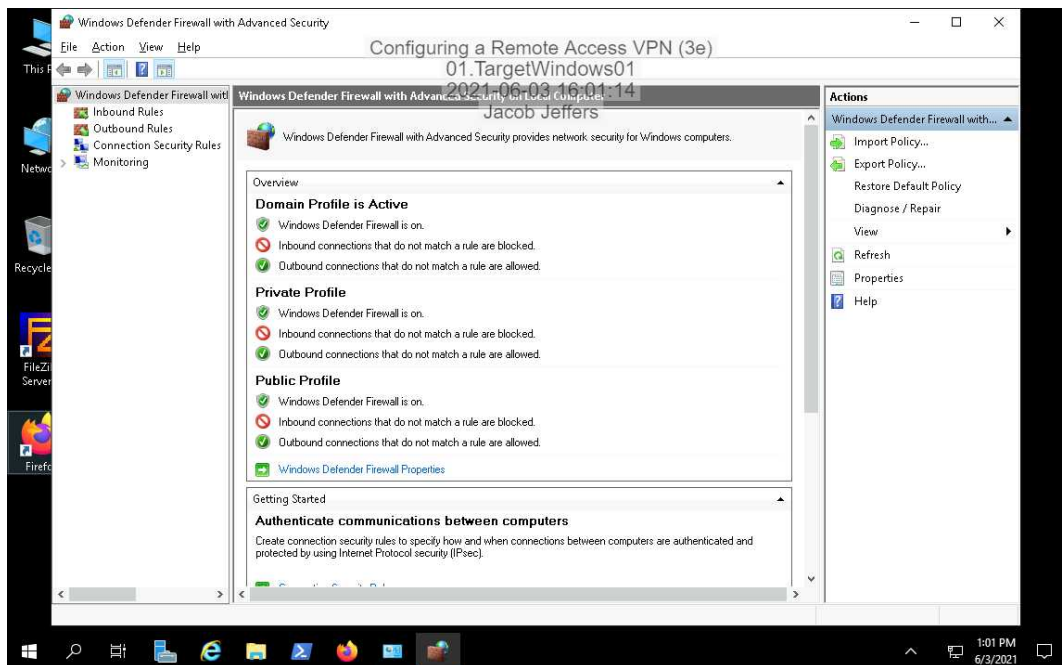 Windows Defender Firewall with Advanced Security
File Action View Help
Configuring a Remote Access VPN (3e)
01.TargetWindows01
2021-06-03 16:01:14
Jacob Jeffers
This
Windows Defender Firewall with
Inbound Rules
Outbound Rules
Connection Security Rules
Monitoring
Windows Defender Firewall with Advanced Security on Local Computer
Windows Defender Firewall with Advanced Security provides network security for Windows computers.
Overview
Domain Profile is Active
Windows Defender Firewall is on.
Inbound connections that do not match a rule are blocked.
Outbound connections that do not match a rule are allowed.
Private Profile
Windows Defender Firewall is on.
Inbound connections that do not match a rule are blocked.
Outbound connections that do not match a rule are allowed.
Public Profile
Windows Defender Firewall is on.
Inbound connections that do not match a rule are blocked.
Outbound connections that do not match a rule are allowed.
Windows Defender Firewall Properties
Getting Started
Authenticate communications between computers
Create connection security rules to specify how and when connections between computers are authenticated and
protected by using Internet Protocol security (IPsec).
Actions
Windows Defender Firewall with...
Import Policy...
Export Policy...
Restore Default Policy
Diagnose / Repair
View
Refresh
Properties
Help
Netwo
Recycle
FileZi
Server
Firefo
1:01 PM
6/3/2021